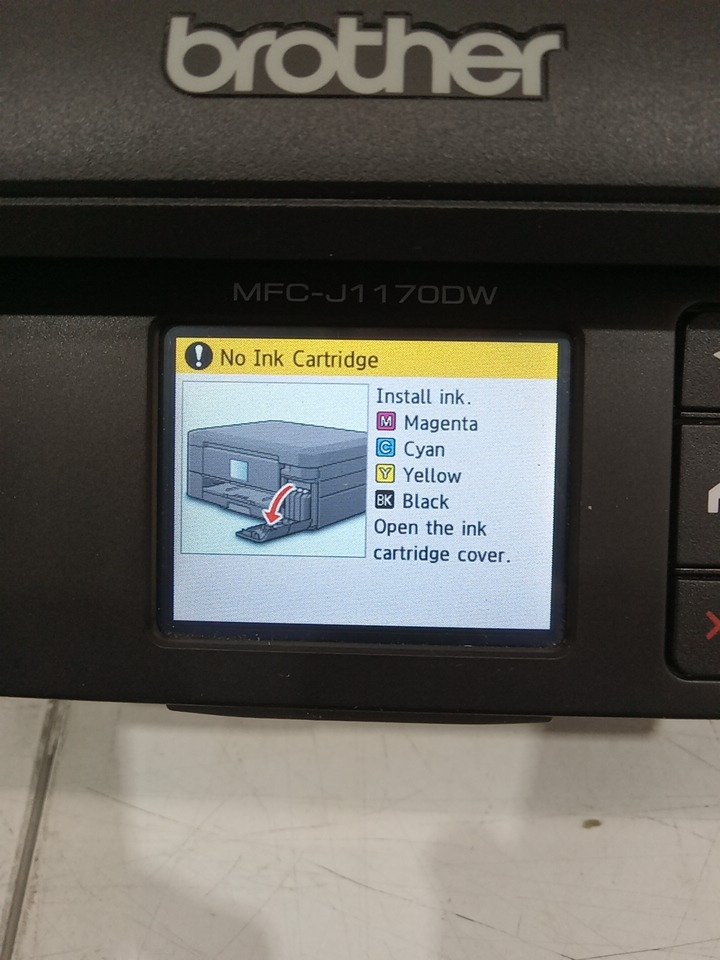 brother
MFC-J1170DW
No Ink Cartridge
Install ink.
M Magenta
C Cyan
Y Yellow
BK Black
Open the ink
cartridge cover.